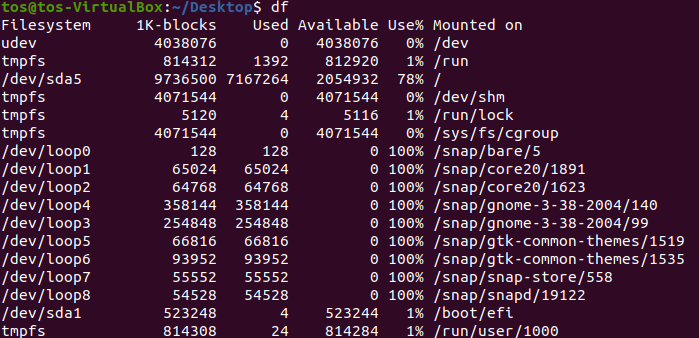 tos@tos-VirtualBox:~/Desktop$ df
Filesystem     1K-blocks    Used Available Use% Mounted on
udev             4038076       0   4038076   0% /dev
tmpfs             814312    1392    812920   1% /run
/dev/sda5        9736500 7167264   2054932  78% /
tmpfs            4071544       0   4071544   0% /dev/shm
tmpfs               5120       4      5116   1% /run/lock
tmpfs            4071544       0   4071544   0% /sys/fs/cgroup
/dev/loop0           128     128         0 100% /snap/bare/5
/dev/loop1         65024   65024         0 100% /snap/core20/1891
/dev/loop2         64768   64768         0 100% /snap/core20/1623
/dev/loop4        358144  358144         0 100% /snap/gnome-3-38-2004/140
/dev/loop3        254848  254848         0 100% /snap/gnome-3-38-2004/99
/dev/loop5         66816   66816         0 100% /snap/gtk-common-themes/1519
/dev/loop6         93952   93952         0 100% /snap/gtk-common-themes/1535
/dev/loop7         55552   55552         0 100% /snap/snap-store/558
/dev/loop8         54528   54528         0 100% /snap/snapd/19122
/dev/sda1         523248       4    523244   1% /boot/efi
tmpfs             814308      24    814284   1% /run/user/1000